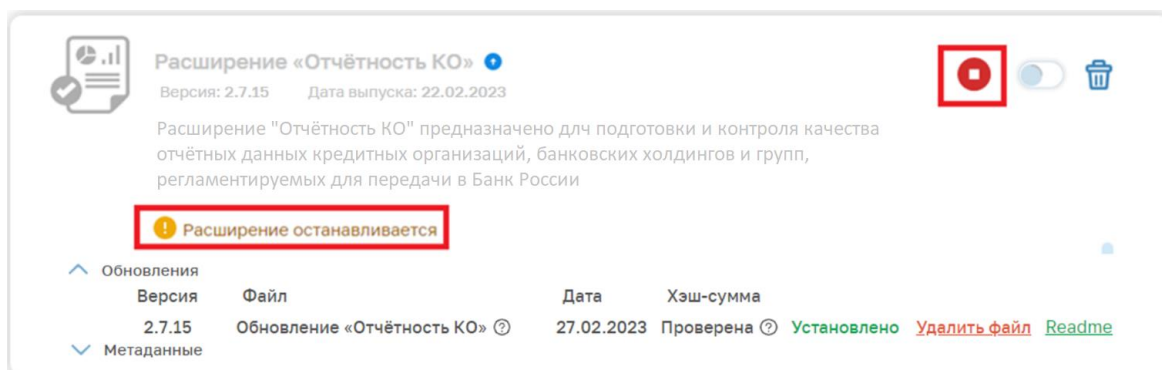 Расширение «Отчётность КО»
Версия: 2.7.15 Дата выпуска: 22.02.2023
Расширение "Отчётность КО" предназначено длч подготовки и контроля качества
отчётных данных кредитных организаций, банковских холдингов и групп,
регламентируемых для передачи в Банк России
Расширение останавливается
Обновления
Версия Файл Дата Хэш-сумма
2.7.15 Обновление «Отчётность КО» 27.02.2023 Проверена Установлено Удалить файл Readme
Метаданные